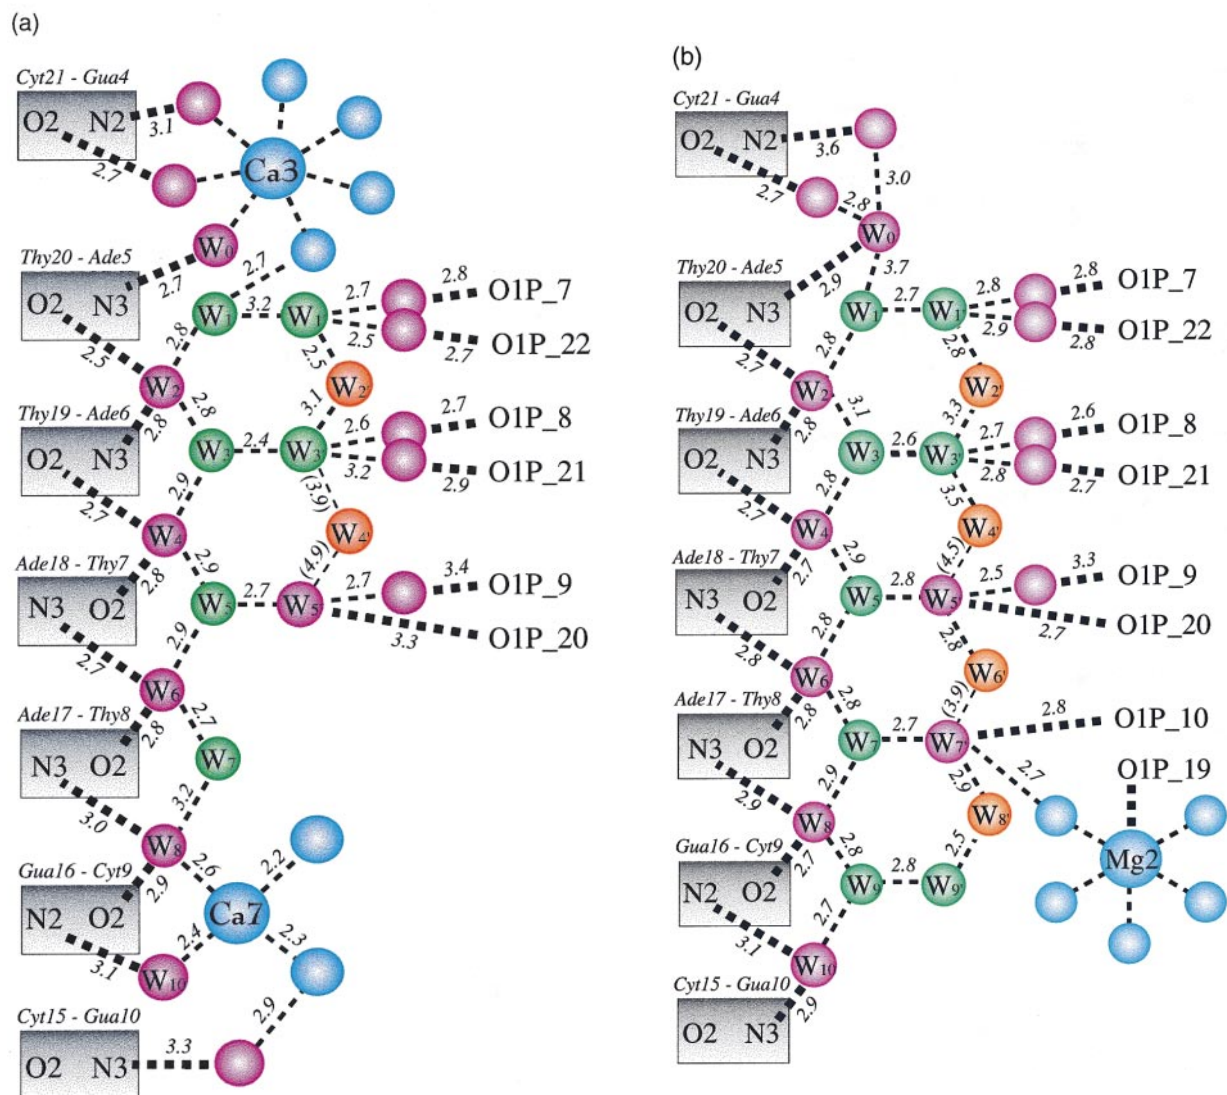 (a)
Cyt21 - Gua4
O2 N2
3.1
2.7
Ca3
W0
Thy20 - Ade5
O2 N3
2.7
2.7
3.2
W1 W1'
2.7 2.8 O1P_7
2.5 2.7 O1P_22
2.8
2.5
2.5
W2 W2'
Thy19 - Ade6
O2 N3
2.8
2.8
3.1
2.4
W3 W3'
2.6 2.7 O1P_8
3.2 2.9 O1P_21
2.7
2.9
(3.9)
W4 W4'
Ade18 - Thy7
N3 O2
2.8
2.9
(4.9)
2.7
W5 W5'
2.7 3.4 O1P_9
3.3 O1P_20
2.7
2.9
W6
Ade17 - Thy8
N3 O2
2.8
2.7
W7
3.0
3.2
W8
Gua16 - Cyt9
N2 O2
2.9
2.6
2.2
Ca7
3.1
2.4
2.3
W10
Cyt15 - Gua10
O2 N3
3.3
2.9
(b)
Cyt21 - Gua4
O2 N2
3.6
2.7
2.8
3.0
W0
Thy20 - Ade5
O2 N3
2.9
3.7
2.7
W1 W1'
2.8 2.8 O1P_7
2.9 2.8 O1P_22
2.7
2.8
2.8
W2 W2'
Thy19 - Ade6
O2 N3
2.8
3.1
3.3
2.6
W3 W3'
2.7 2.6 O1P_8
2.8 2.7 O1P_21
2.7
2.8
3.5
W4 W4'
Ade18 - Thy7
N3 O2
2.7
2.9
(4.5)
2.8
W5 W5'
2.5 3.3 O1P_9
2.7 O1P_20
2.8
2.8
2.8
W6 W6'
Ade17 - Thy8
N3 O2
2.8
2.8
(3.9)
2.7
W7 W7'
2.8 O1P_10
2.7
O1P_19
2.9
2.9
2.9
W8 W8'
Mg2
Gua16 - Cyt9
N2 O2
2.7
2.8
2.5
2.8
W9 W9'
3.1
2.7
W10
Cyt15 - Gua10
O2 N3
2.9